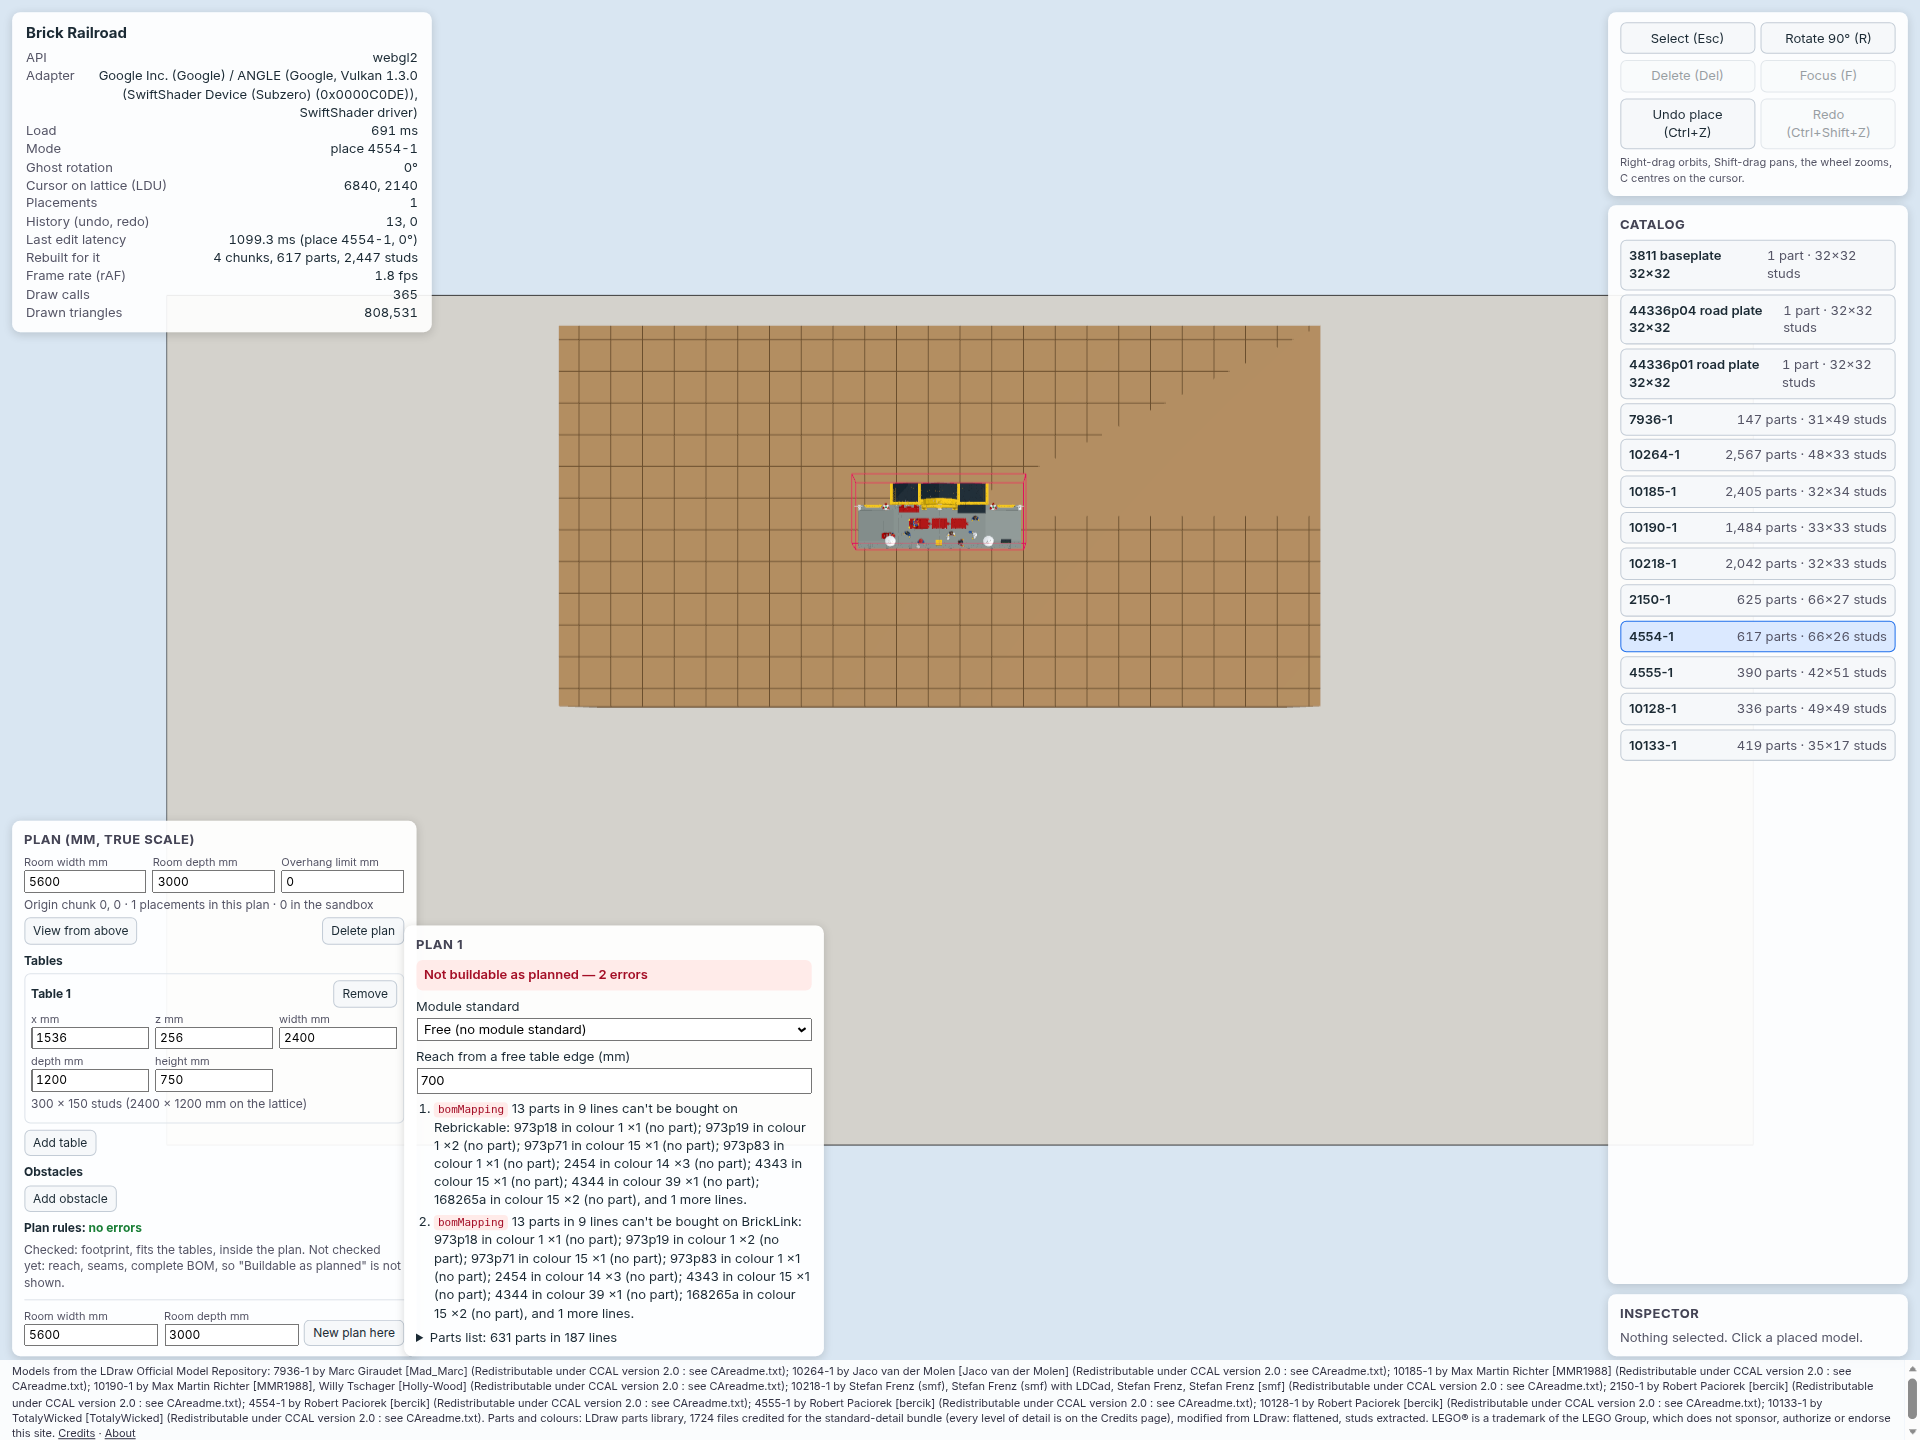 Brick Railroad
API webgl2
Adapter Google Inc. (Google) / ANGLE (Google, Vulkan 1.3.0
(SwiftShader Device (Subzero) (0x0000C0DE)),
SwiftShader driver)
Load 691 ms
Mode place 4554-1
Ghost rotation 0°
Cursor on lattice (LDU) 6840, 2140
Placements 1
History (undo, redo) 13, 0
Last edit latency 1099.3 ms (place 4554-1, 0°)
Rebuilt for it 4 chunks, 617 parts, 2,447 studs
Frame rate (rAF) 1.8 fps
Draw calls 365
Drawn triangles 808,531
Select (Esc) Rotate 90° (R)
Delete (Del) Focus (F)
Undo place
(Ctrl+Z)
Redo
(Ctrl+Shift+Z)
Right-drag orbits, Shift-drag pans, the wheel zooms,
C centres on the cursor.
CATALOG
3811 baseplate
32×32
1 part · 32×32
studs
44336p04 road plate
32×32
1 part · 32×32
studs
44336p01 road plate
32×32
1 part · 32×32
studs
7936-1 147 parts · 31×49 studs
10264-1 2,567 parts · 48×33 studs
10185-1 2,405 parts · 32×34 studs
10190-1 1,484 parts · 33×33 studs
10218-1 2,042 parts · 32×33 studs
2150-1 625 parts · 66×27 studs
4554-1 617 parts · 66×26 studs
4555-1 390 parts · 42×51 studs
10128-1 336 parts · 49×49 studs
10133-1 419 parts · 35×17 studs
INSPECTOR
Nothing selected. Click a placed model.
PLAN (MM, TRUE SCALE)
Room width mm Room depth mm Overhang limit mm
5600 3000 0
Origin chunk 0, 0 · 1 placements in this plan · 0 in the sandbox
View from above Delete plan
Tables
Table 1 Remove
x mm z mm width mm
1536 256 2400
depth mm height mm
1200 750
300 × 150 studs (2400 × 1200 mm on the lattice)
Add table
Obstacles
Add obstacle
Plan rules: no errors
Checked: footprint, fits the tables, inside the plan. Not checked
yet: reach, seams, complete BOM, so "Buildable as planned" is not
shown.
Room width mm Room depth mm
5600 3000 New plan here
PLAN 1
Not buildable as planned — 2 errors
Module standard
Free (no module standard)
Reach from a free table edge (mm)
700
1. bomMapping 13 parts in 9 lines can't be bought on
Rebrickable: 973p18 in colour 1 ×1 (no part); 973p19 in colour
1 ×2 (no part); 973p71 in colour 15 ×1 (no part); 973p83 in
colour 1 ×1 (no part); 2454 in colour 14 ×3 (no part); 4343 in
colour 15 ×1 (no part); 4344 in colour 39 ×1 (no part);
168265a in colour 15 ×2 (no part), and 1 more lines.
2. bomMapping 13 parts in 9 lines can't be bought on BrickLink:
973p18 in colour 1 ×1 (no part); 973p19 in colour 1 ×2 (no
part); 973p71 in colour 15 ×1 (no part); 973p83 in colour 1 ×1
(no part); 2454 in colour 14 ×3 (no part); 4343 in colour 15 ×1
(no part); 4344 in colour 39 ×1 (no part); 168265a in colour
15 ×2 (no part), and 1 more lines.
Parts list: 631 parts in 187 lines
Models from the LDraw Official Model Repository: 7936-1 by Marc Giraudet [Mad_Marc] (Redistributable under CCAL version 2.0 : see CAreadme.txt); 10264-1 by Jaco van der Molen [Jaco van der Molen] (Redistributable under CCAL version 2.0 : see CAreadme.txt); 10185-1 by Max Martin Richter [MMR1988] (Redistributable under CCAL version 2.0 : see
CAreadme.txt); 10190-1 by Max Martin Richter [MMR1988], Willy Tschager [Holly-Wood] (Redistributable under CCAL version 2.0 : see CAreadme.txt); 10218-1 by Stefan Frenz (smf), Stefan Frenz (smf) with LDCad, Stefan Frenz, Stefan Frenz [smf] (Redistributable under CCAL version 2.0 : see CAreadme.txt); 2150-1 by Robert Paciorek [bercik] (Redistributable
under CCAL version 2.0 : see CAreadme.txt); 4554-1 by Robert Paciorek [bercik] (Redistributable under CCAL version 2.0 : see CAreadme.txt); 4555-1 by Robert Paciorek [bercik] (Redistributable under CCAL version 2.0 : see CAreadme.txt); 10128-1 by Robert Paciorek [bercik] (Redistributable under CCAL version 2.0 : see CAreadme.txt); 10133-1 by
TotalyWicked [TotalyWicked] (Redistributable under CCAL version 2.0 : see CAreadme.txt). Parts and colours: LDraw parts library, 1724 files credited for the standard-detail bundle (every level of detail is on the Credits page), modified from LDraw: flattened, studs extracted. LEGO® is a trademark of the LEGO Group, which does not sponsor, authorize or endorse
this site. Credits · About